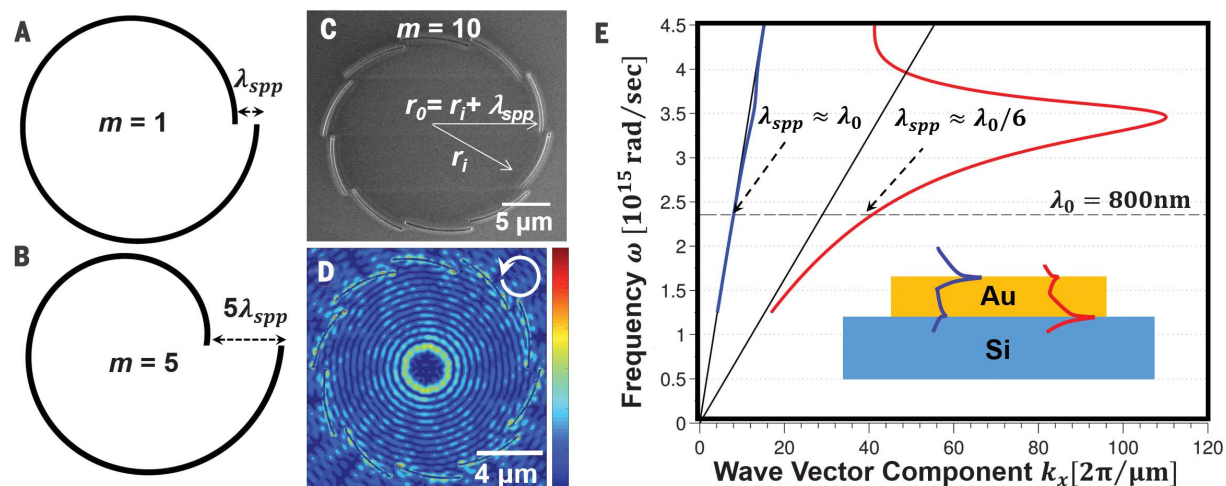 A
λspp
m = 1
B
5λspp
m = 5
C
m = 10
r0= ri+ λspp
ri
5 μm
D
4 μm
E
Frequency ω [10^15 rad/sec]
4.5
4
3.5
3
2.5
2
1.5
1
0.5
0
λspp ≈ λ0
λspp ≈ λ0/6
λ0 = 800nm
Au
Si
0 20 40 60 80 100 120
Wave Vector Component kx[2π/μm]